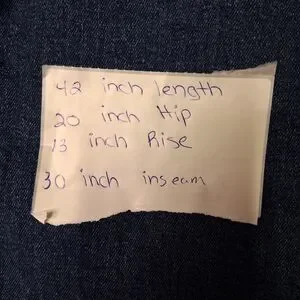 42 inch length
20 inch Hip
13 inch Rise
30 inch inseam